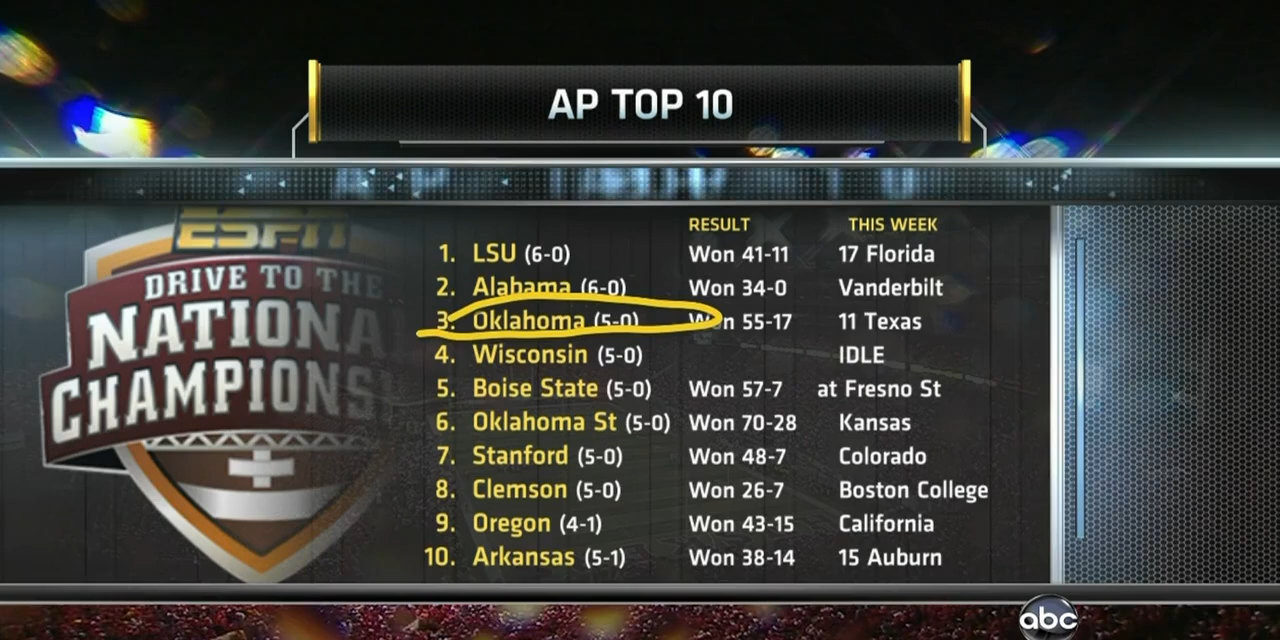 AP TOP 10
ESPN
DRIVE TO THE
NATIONA
CHAMPIONS
RESULT THIS WEEK
1. LSU (6-0) Won 41-11 17 Florida
2. Alabama (6-0) Won 34-0 Vanderbilt
3. Oklahoma (5-0) Won 55-17 11 Texas
4. Wisconsin (5-0) IDLE
5. Boise State (5-0) Won 57-7 at Fresno St
6. Oklahoma St (5-0) Won 70-28 Kansas
7. Stanford (5-0) Won 48-7 Colorado
8. Clemson (5-0) Won 26-7 Boston College
9. Oregon (4-1) Won 43-15 California
10. Arkansas (5-1) Won 38-14 15 Auburn
abc